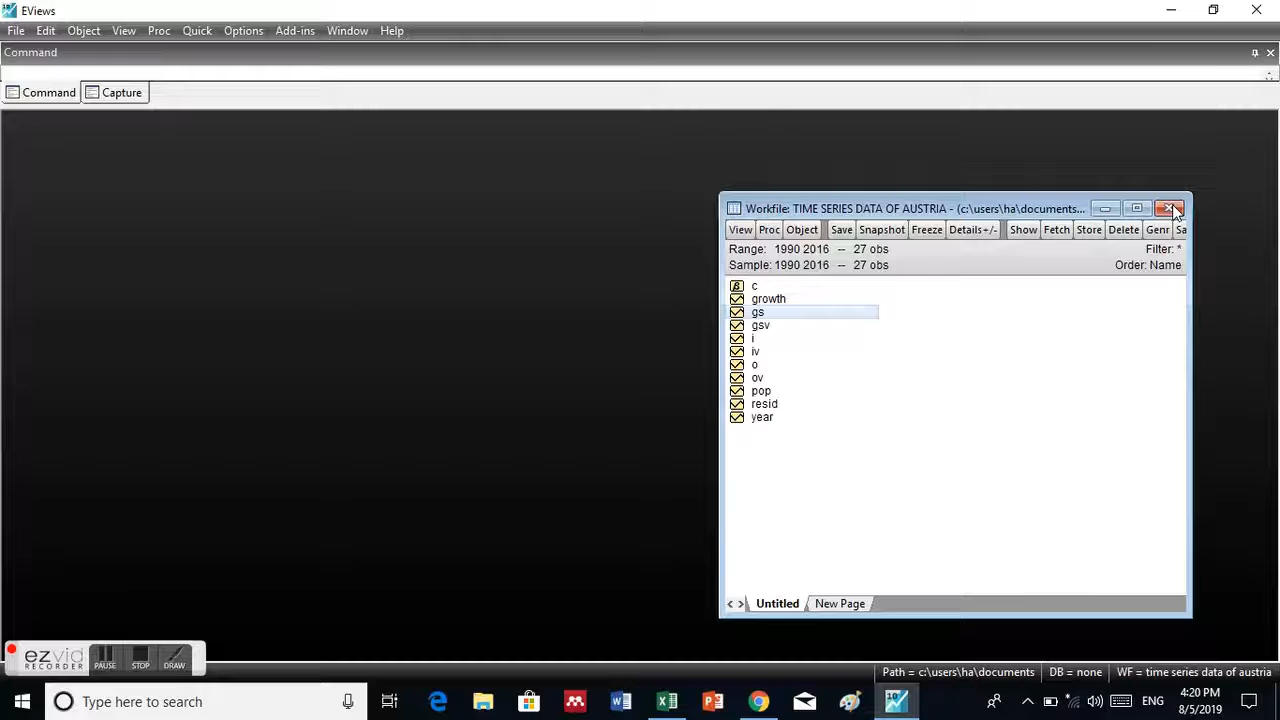 EViews
File Edit Object View Proc Quick Options Add-ins Window Help
Command
Command Capture
Workfile: TIME SERIES DATA OF AUSTRIA - (c:\users\ha\documents...
View Proc Object Save Snapshot Freeze Details+/- Show Fetch Store Delete Genr Sa
Range: 1990 2016 -- 27 obs Filter: *
Sample: 1990 2016 -- 27 obs Order: Name
β c
growth
gs
gsv
i
iv
o
ov
pop
resid
year
Untitled New Page
ezvid
RECORDER
PAUSE STOP DRAW
Path = c:\users\ha\documents DB = none WF = time series data of austria
Type here to search
ENG
4:20 PM
8/5/2019